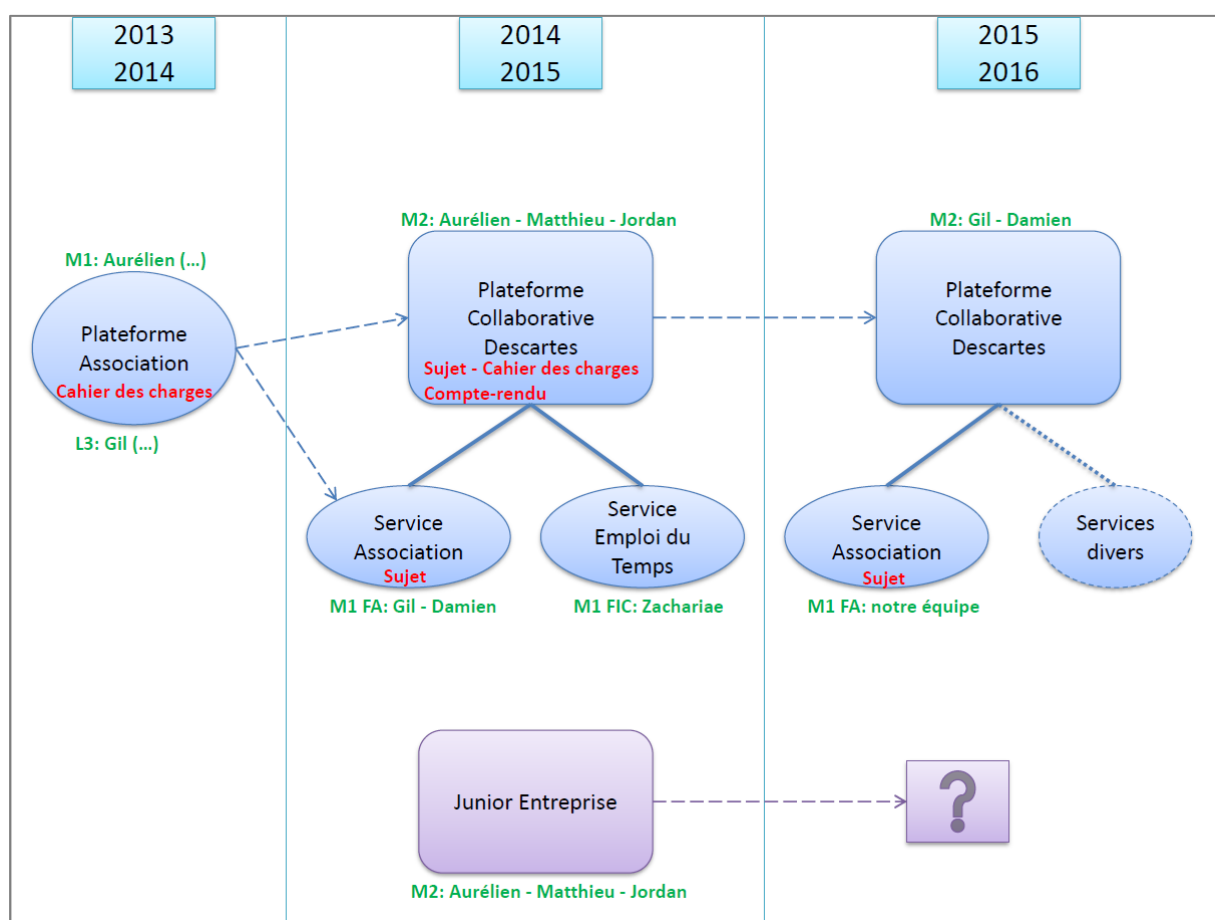 2013
2014
2014
2015
2015
2016
M1: Aurélien (...)
Plateforme
Association
Cahier des charges
L3: Gil (...)
M2: Aurélien - Matthieu - Jordan
Plateforme
Collaborative
Descartes
Sujet - Cahier des charges
Compte-rendu
M2: Gil - Damien
Plateforme
Collaborative
Descartes
Service
Association
Sujet
M1 FA: Gil - Damien
Service
Emploi du
Temps
M1 FIC: Zachariae
Service
Association
Sujet
M1 FA: notre équipe
Services
divers
Junior Entreprise
M2: Aurélien - Matthieu - Jordan
?